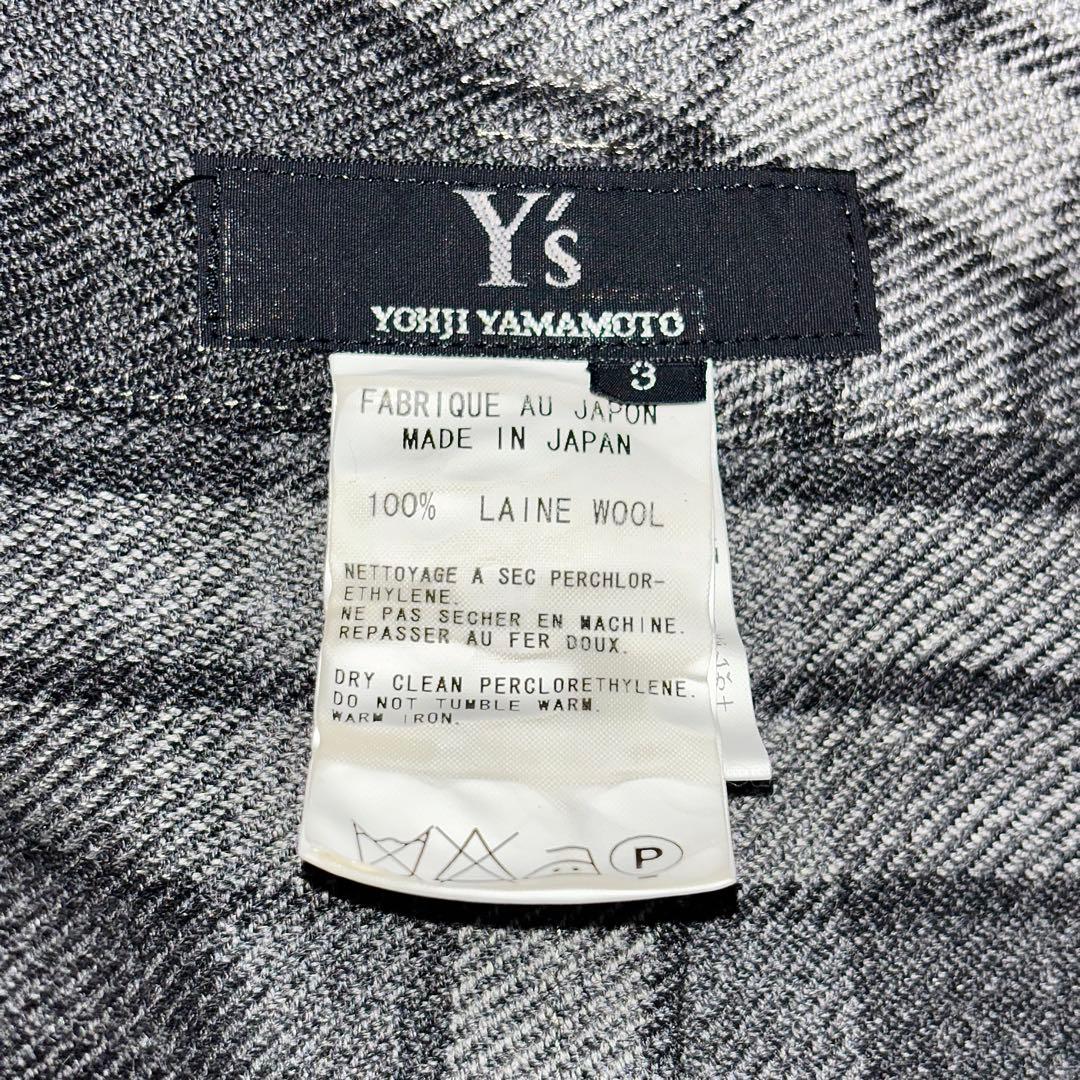 Y's
YOHJI YAMAMOTO
3
FABRIQUE AU JAPON
MADE IN JAPAN
100% LAINE WOOL
NETTOYAGE A SEC PERCHLOR-
ETHYLENE.
NE PAS SECHER EN MACHINE.
REPASSER AU FER DOUX.
DRY CLEAN PERCLORETHYLENE.
DO NOT TUMBLE WARM.
WARM IRON.
P